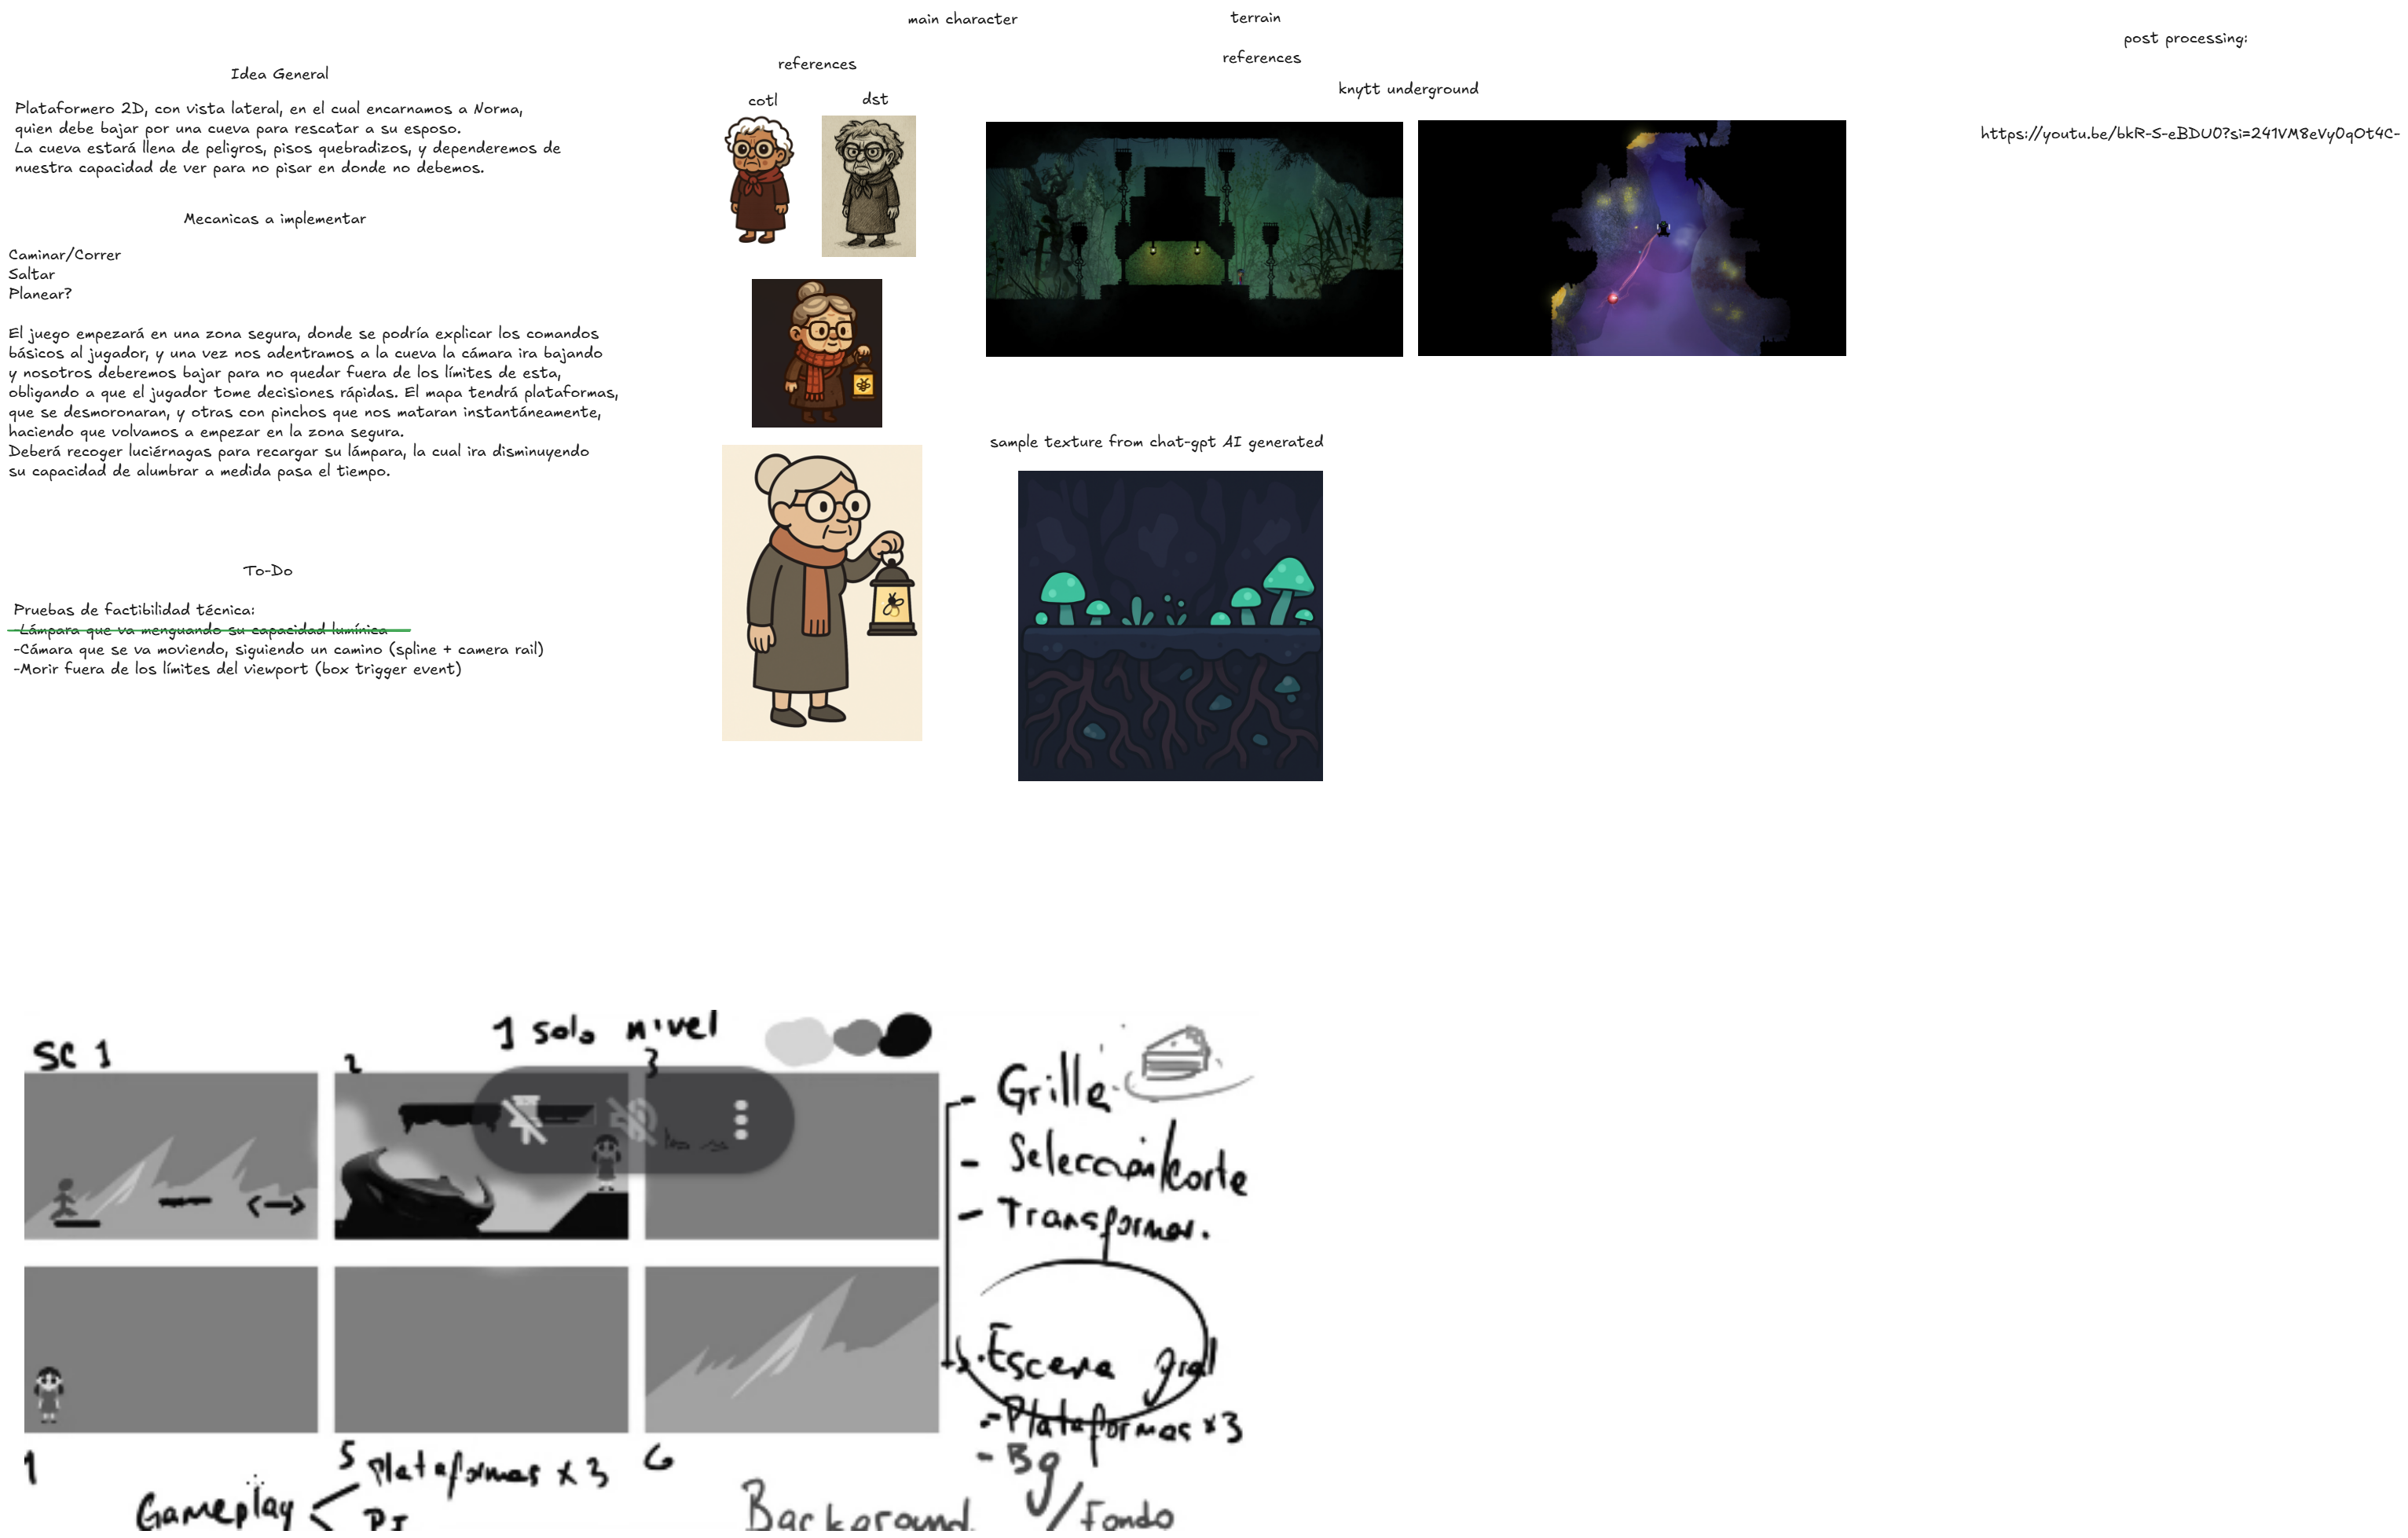 Idea General
Plataformero 2D, con vista lateral, en el cual encarnamos a Norma,
quien debe bajar por una cueva para rescatar a su esposo.
La cueva estará llena de peligros, pisos quebradizos, y dependeremos de
nuestra capacidad de ver para no pisar en donde no debemos.
Mecanicas a implementar
Caminar/Correr
Saltar
Planear?
El juego empezará en una zona segura, donde se podría explicar los comandos
básicos al jugador, y una vez nos adentramos a la cueva la cámara ira bajando
y nosotros deberemos bajar para no quedar fuera de los límites de esta,
obligando a que el jugador tome decisiones rápidas. El mapa tendrá plataformas,
que se desmoronaran, y otras con pinchos que nos mataran instantáneamente,
haciendo que volvamos a empezar en la zona segura.
Deberá recoger luciérnagas para recargar su lámpara, la cual ira disminuyendo
su capacidad de alumbrar a medida pasa el tiempo.
To-Do
Pruebas de factibilidad técnica:
-Lámpara que va menguando su capacidad lumínica
-Cámara que se va moviendo, siguiendo un camino (spline + camera rail)
-Morir fuera de los límites del viewport (box trigger event)
main character
references
cotl
dst
terrain
references
knytt underground
sample texture from chat-gpt AI generated
post processing:
https://youtu.be/bkR-S-eBDU0?si=241VM8eVy0qOt4C-
1 solo nivel
SC 1
2
3
- Grilla
- Seleccion/corte
- Transformar.
Escena gral
- Plataformas x3
- Bg / Fondo
1
5
Plataformas x 3
6
Gameplay
PJ
Background